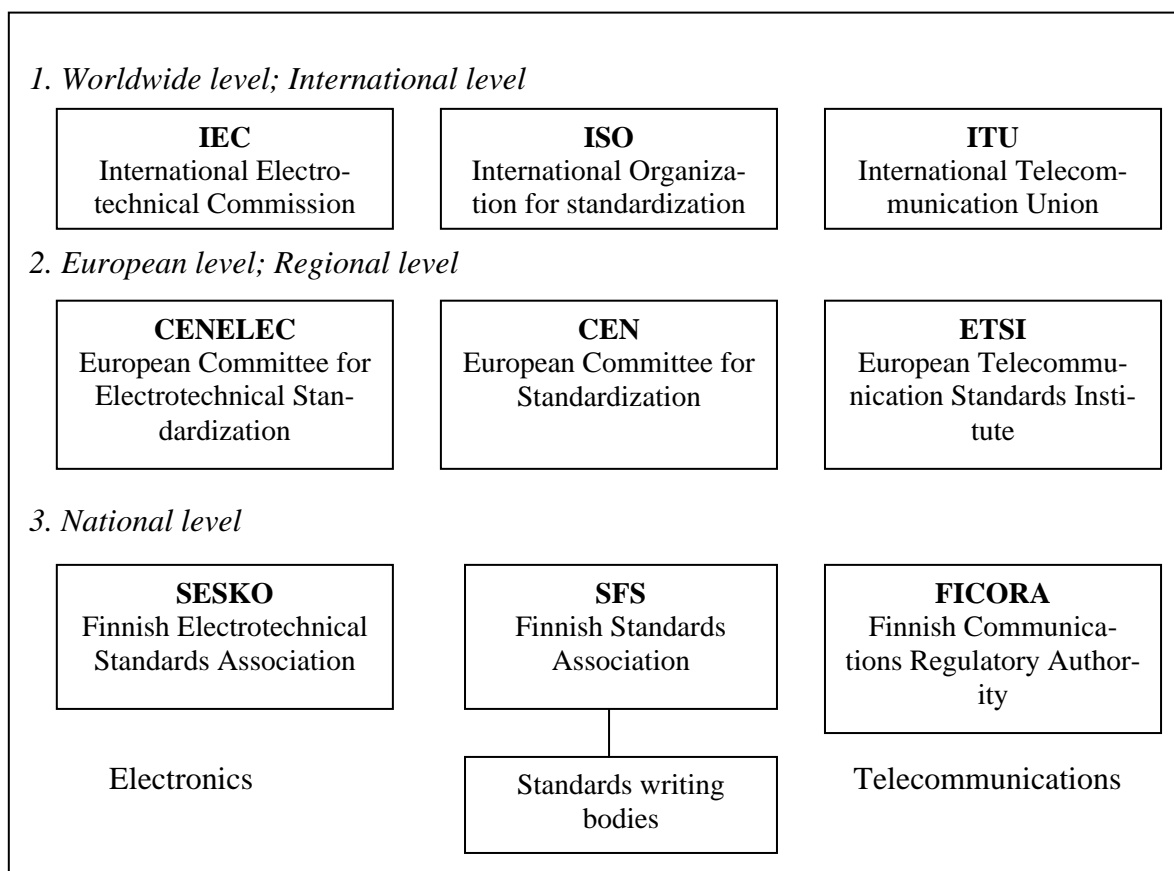 1. Worldwide level; International level
IEC
International Electro-
technical Commission
ISO
International Organiza-
tion for standardization
ITU
International Telecom-
munication Union
2. European level; Regional level
CENELEC
European Committee for
Electrotechnical Stan-
dardization
CEN
European Committee for
Standardization
ETSI
European Telecommu-
nication Standards Insti-
tute
3. National level
SESKO
Finnish Electrotechnical
Standards Association
SFS
Finnish Standards
Association
FICORA
Finnish Communica-
tions Regulatory Author-
ity
Electronics
Standards writing
bodies
Telecommunications